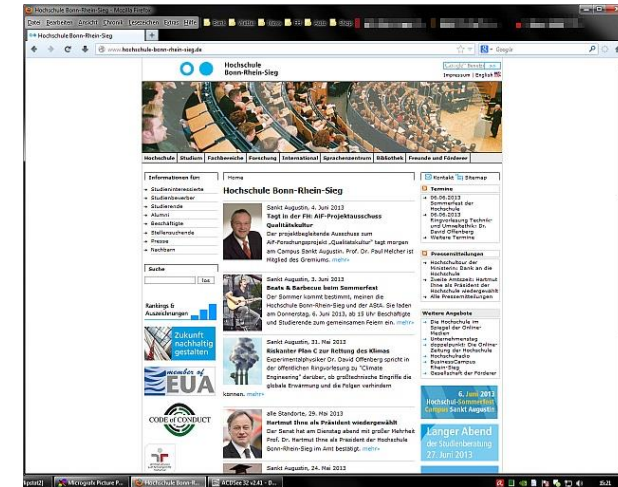 Hochschule Bonn-Rhein-Sieg - Mozilla Firefox
Datei Bearbeiten Ansicht Chronik Lesezeichen Extras Hilfe
Hochschule Bonn-Rhein-Sieg
www.hochschule-bonn-rhein-sieg.de
Google
Hochschule
Bonn-Rhein-Sieg
Impressum | English
Hochschule Studium Fachbereiche Forschung International Sprachenzentrum Bibliothek Freunde und Förderer
Informationen für:
Studieninteressierte
Studienbewerber
Studierende
Alumni
Beschäftigte
Stellensuchende
Presse
Nachbarn
Suche
los
Rankings &
Auszeichnungen
Zukunft
nachhaltig
gestalten
member of
EUA
CODE of CONDUCT
Home
Hochschule Bonn-Rhein-Sieg
Sankt Augustin, 4. Juni 2013
Tagt in der FH: AiF-Projektausschuss
Qualitätskultur
Der projektbegleitende Ausschuss zum
AiF-Forschungsprojekt „Qualitätskultur" tagt morgen
am Campus Sankt Augustin. Prof. Dr. Paul Melcher ist
Mitglied des Gremiums. mehr»
Sankt Augustin, 3. Juni 2013
Beats & Barbecue beim Sommerfest
Der Sommer kommt bestimmt, meinen die
Hochschule Bonn-Rhein-Sieg und der AStA. Sie laden
am Donnerstag, 6. Juni 2013, ab 15 Uhr Beschäftigte
und Studierende zum gemeinsamen Feiern ein. mehr»
Sankt Augustin, 31. Mai 2013
Riskanter Plan C zur Rettung des Klimas
Experimentalphysiker Dr. David Offenberg spricht in
der öffentlichen Ringvorlesung zu "Climate
Engineering" darüber, ob großtechnische Eingriffe die
globale Erwärmung und die Folgen verhindern
können. mehr»
alle Standorte, 29. Mai 2013
Hartmut Ihne als Präsident wiedergewählt
Der Senat hat am Dienstag abend mit großer Mehrheit
Prof. Dr. Hartmut Ihne als Präsident der Hochschule
Bonn-Rhein-Sieg im Amt bestätigt. mehr»
Sankt Augustin, 24. Mai 2013
Kontakt Sitemap
Termine
06.06.2013
Sommerfest der
Hochschule
06.06.2013
Ringvorlesung Technik-
und Umweltethik: Dr.
David Offenberg
Weitere Termine
Pressemitteilungen
Hochschultour der
Ministerin: Dank an die
Hochschule
Zweite Amtszeit: Hartmut
Ihne als Präsident der
Hochschule wiedergewählt
Alle Pressemitteilungen
Weitere Angebote
Die Hochschule im
Spiegel der Online-
Medien
Unternehmenstag
doppelpunkt: Die Online-
Zeitung der Hochschule
Hochschulradio
BusinessCampus
Rhein-Sieg
Gesellschaft der Förderer
6. Juni 2013
Hochschul-Sommerfest
Campus Sankt Augustin
Langer Abend
der Studienberatung
27. Juni 2013
Micrografx Picture P...
Hochschule Bonn-R...
ACDSee 32 v2.41 - D...
15:21